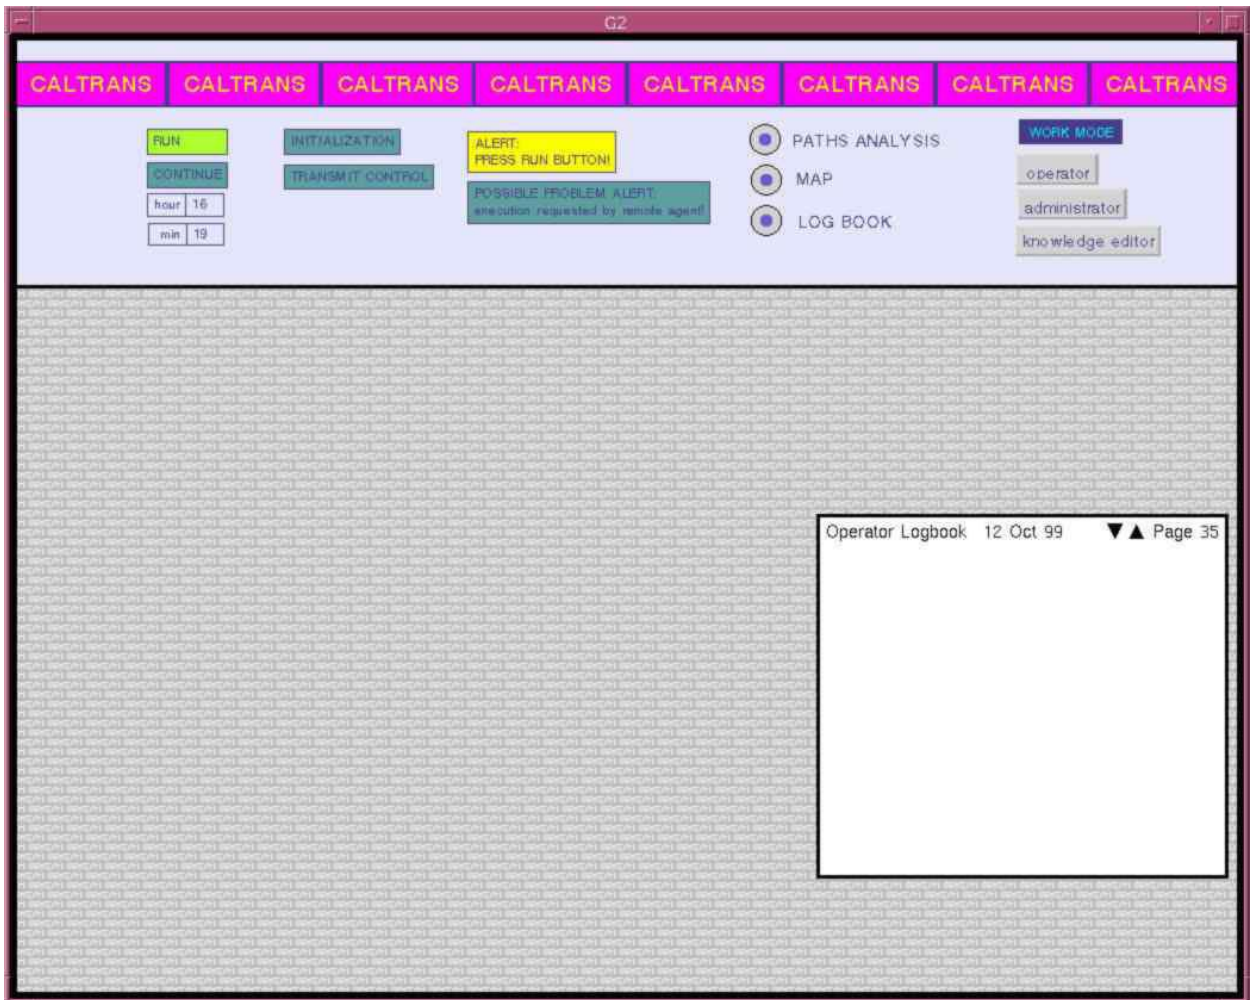 G2
CALTRANS CALTRANS CALTRANS CALTRANS CALTRANS CALTRANS CALTRANS CALTRANS
RUN
CONTINUE
hour 16
min 19
INITIALIZATION
TRANSMIT CONTROL
ALERT:
PRESS RUN BUTTON!
POSSIBLE PROBLEM ALERT:
execution requested by remote agent!
PATHS ANALYSIS
MAP
LOG BOOK
WORK MODE
operator
administrator
knowledge editor
Operator Logbook 12 Oct 99 ▼ ▲ Page 35